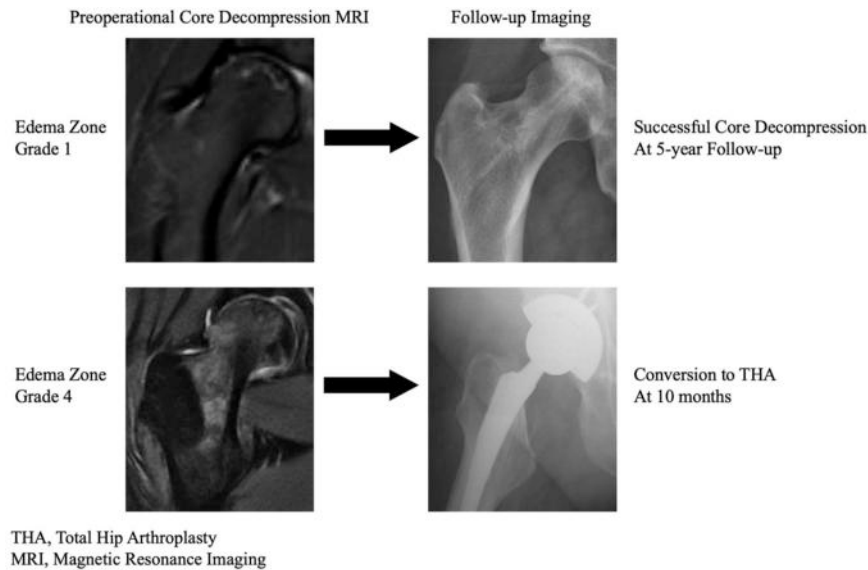 Preoperational Core Decompression MRI
Follow-up Imaging
Edema Zone
Grade 1
Successful Core Decompression
At 5-year Follow-up
Edema Zone
Grade 4
Conversion to THA
At 10 months
THA, Total Hip Arthroplasty
MRI, Magnetic Resonance Imaging